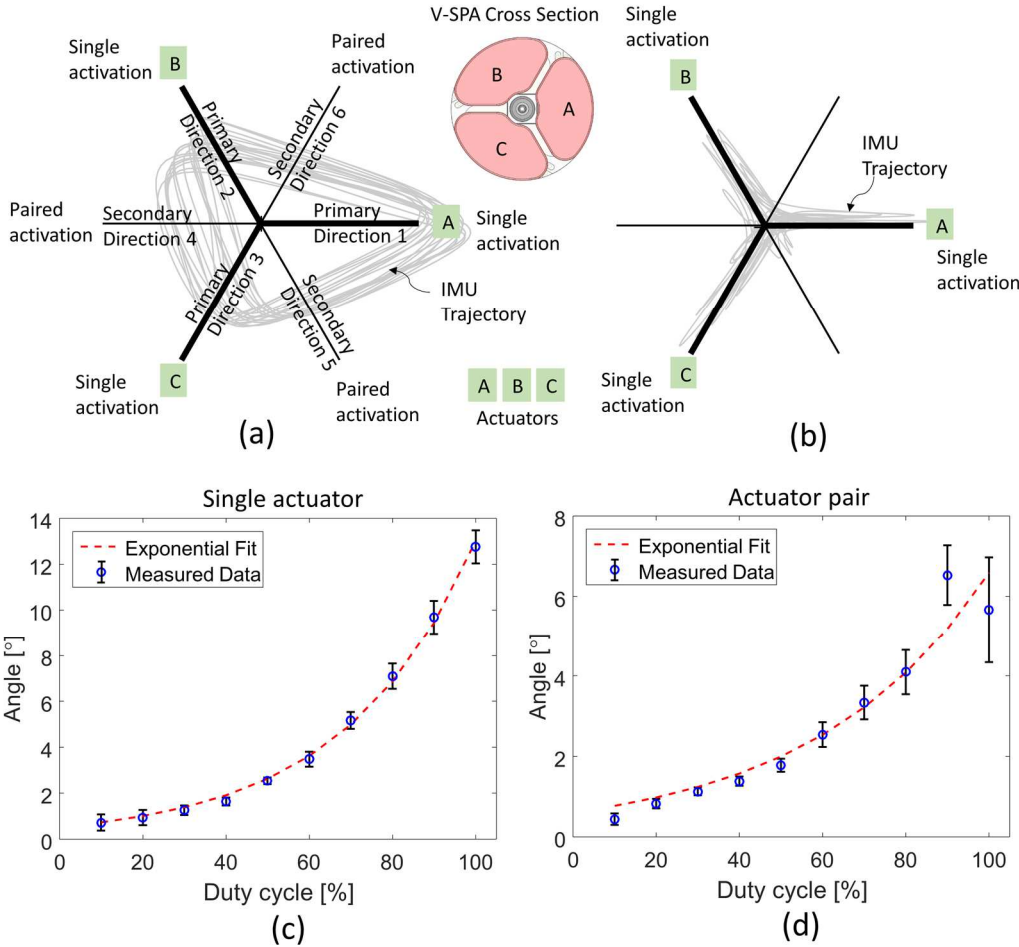 Single
activation
B
Paired
activation
V-SPA Cross Section
B
A
C
Single
activation
B
Primary
Direction 2
Secondary
Direction 6
IMU
Trajectory
Paired
activation
Secondary
Direction 4
Primary
Direction 1
A
Single
activation
A
Single
activation
Primary
Direction 3
Secondary
Direction 5
IMU
Trajectory
Single
activation
C
Paired
activation
A B C
Actuators
Single
activation
C
(a)
(b)
Single actuator
14
12
10
8
6
4
2
0
Angle [°]
Exponential Fit
Measured Data
0 20 40 60 80 100
Duty cycle [%]
(c)
Actuator pair
8
6
4
2
0
Angle [°]
Exponential Fit
Measured Data
0 20 40 60 80 100
Duty cycle [%]
(d)